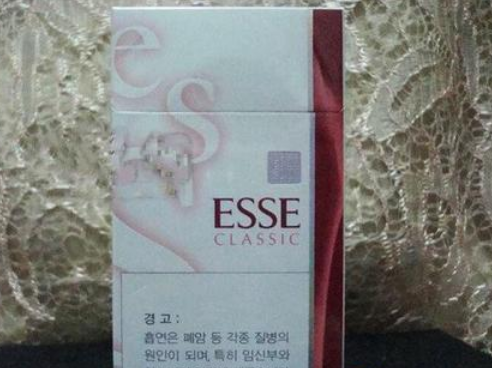 es
ESSE
CLASSIC
경고:
흡연은 폐암 등 각종 질병의
원인이 되며, 특히 임신부와